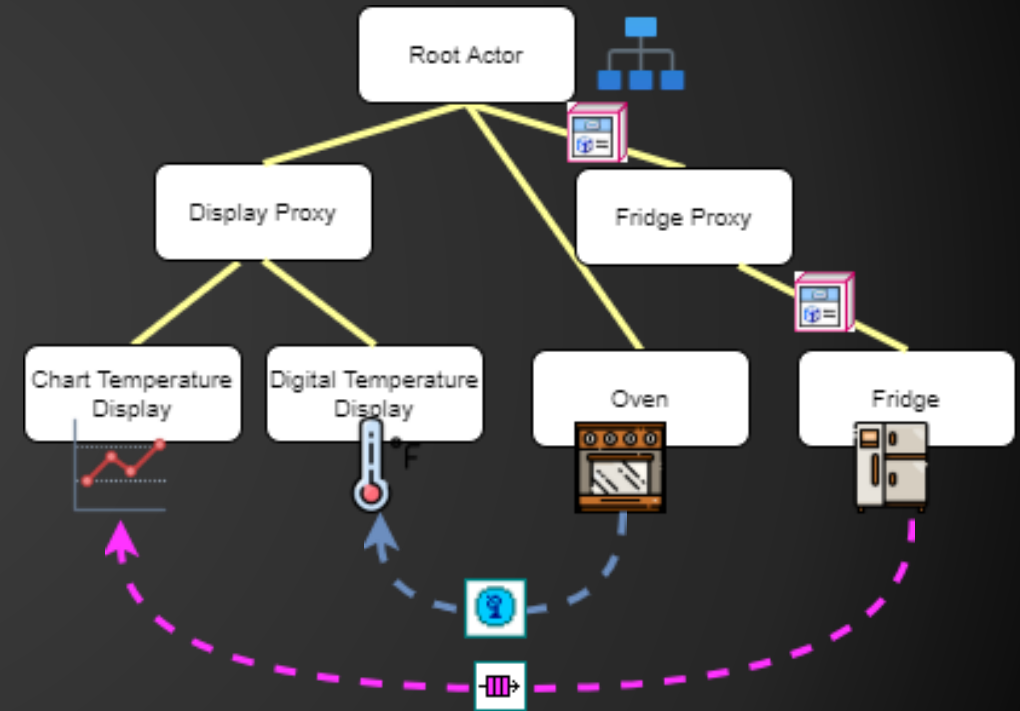 Root Actor
Display Proxy
Fridge Proxy
Chart Temperature
Display
Digital Temperature
Display
Oven
Fridge
°F